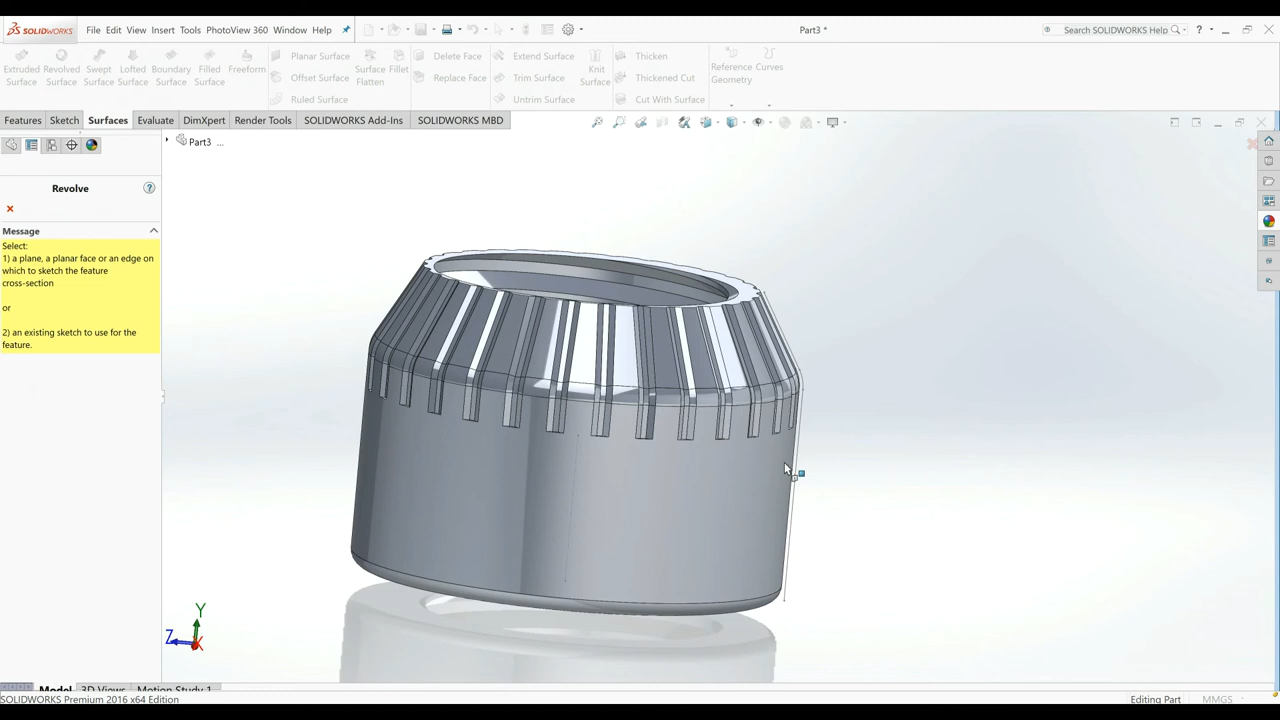 SOLIDWORKS File Edit View Insert Tools PhotoView 360 Window Help Part3 * Search SOLIDWORKS Help ?
Extruded Surface Revolved Surface Swept Surface Lofted Surface Boundary Surface Filled Surface Freeform
Planar Surface
Offset Surface
Ruled Surface
Surface Flatten Fillet
Delete Face
Replace Face
Extend Surface
Trim Surface
Untrim Surface
Knit Surface
Thicken
Thickened Cut
Cut With Surface
Reference Geometry Curves
Features Sketch Surfaces Evaluate DimXpert Render Tools SOLIDWORKS Add-Ins SOLIDWORKS MBD
Part3 ...
Revolve ?
Message
Select:
1) a plane, a planar face or an edge on
which to sketch the feature
cross-section
or
2) an existing sketch to use for the
feature.
Y
Z X
Model 3D Views Motion Study 1
SOLIDWORKS Premium 2016 x64 Edition Editing Part MMGS